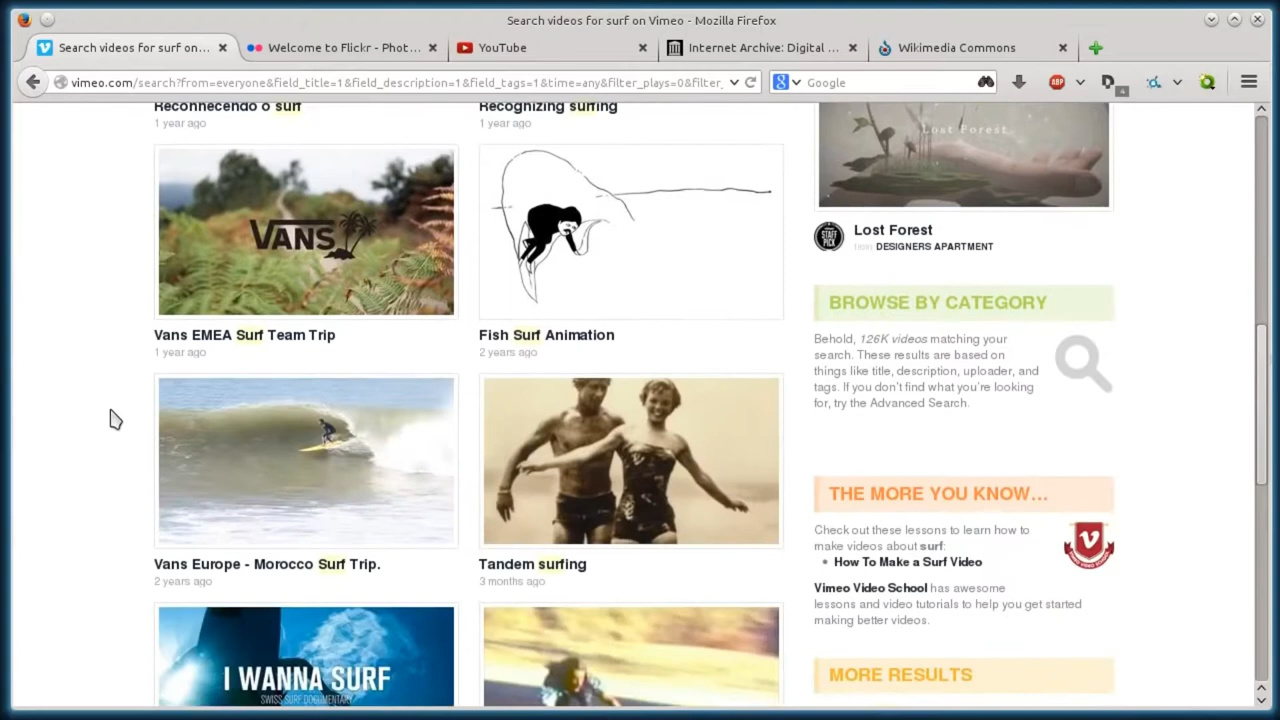 Search videos for surf on Vimeo - Mozilla Firefox
Search videos for surf on...
Welcome to Flickr - Phot...
YouTube
Internet Archive: Digital ...
Wikimedia Commons
vimeo.com/search?from=everyone&field_title=1&field_description=1&field_tags=1&time=any&filter_plays=0&filter_
Google
ABP
4
Reconhecendo o surf
1 year ago
Recognizing surfing
1 year ago
VANS
Vans EMEA Surf Team Trip
1 year ago
Fish Surf Animation
2 years ago
Vans Europe - Morocco Surf Trip.
2 years ago
Tandem surfing
3 months ago
I WANNA SURF
SWISS SURF DOCUMENTARY
Lost Forest
STAFF
PICK
Lost Forest
from DESIGNERS APARTMENT
BROWSE BY CATEGORY
Behold, 126K videos matching your
search. These results are based on
things like title, description, uploader, and
tags. If you don't find what you're looking
for, try the Advanced Search.
THE MORE YOU KNOW...
Check out these lessons to learn how to
make videos about surf:
• How To Make a Surf Video
Vimeo Video School has awesome
lessons and video tutorials to help you get started
making better videos.
MORE RESULTS